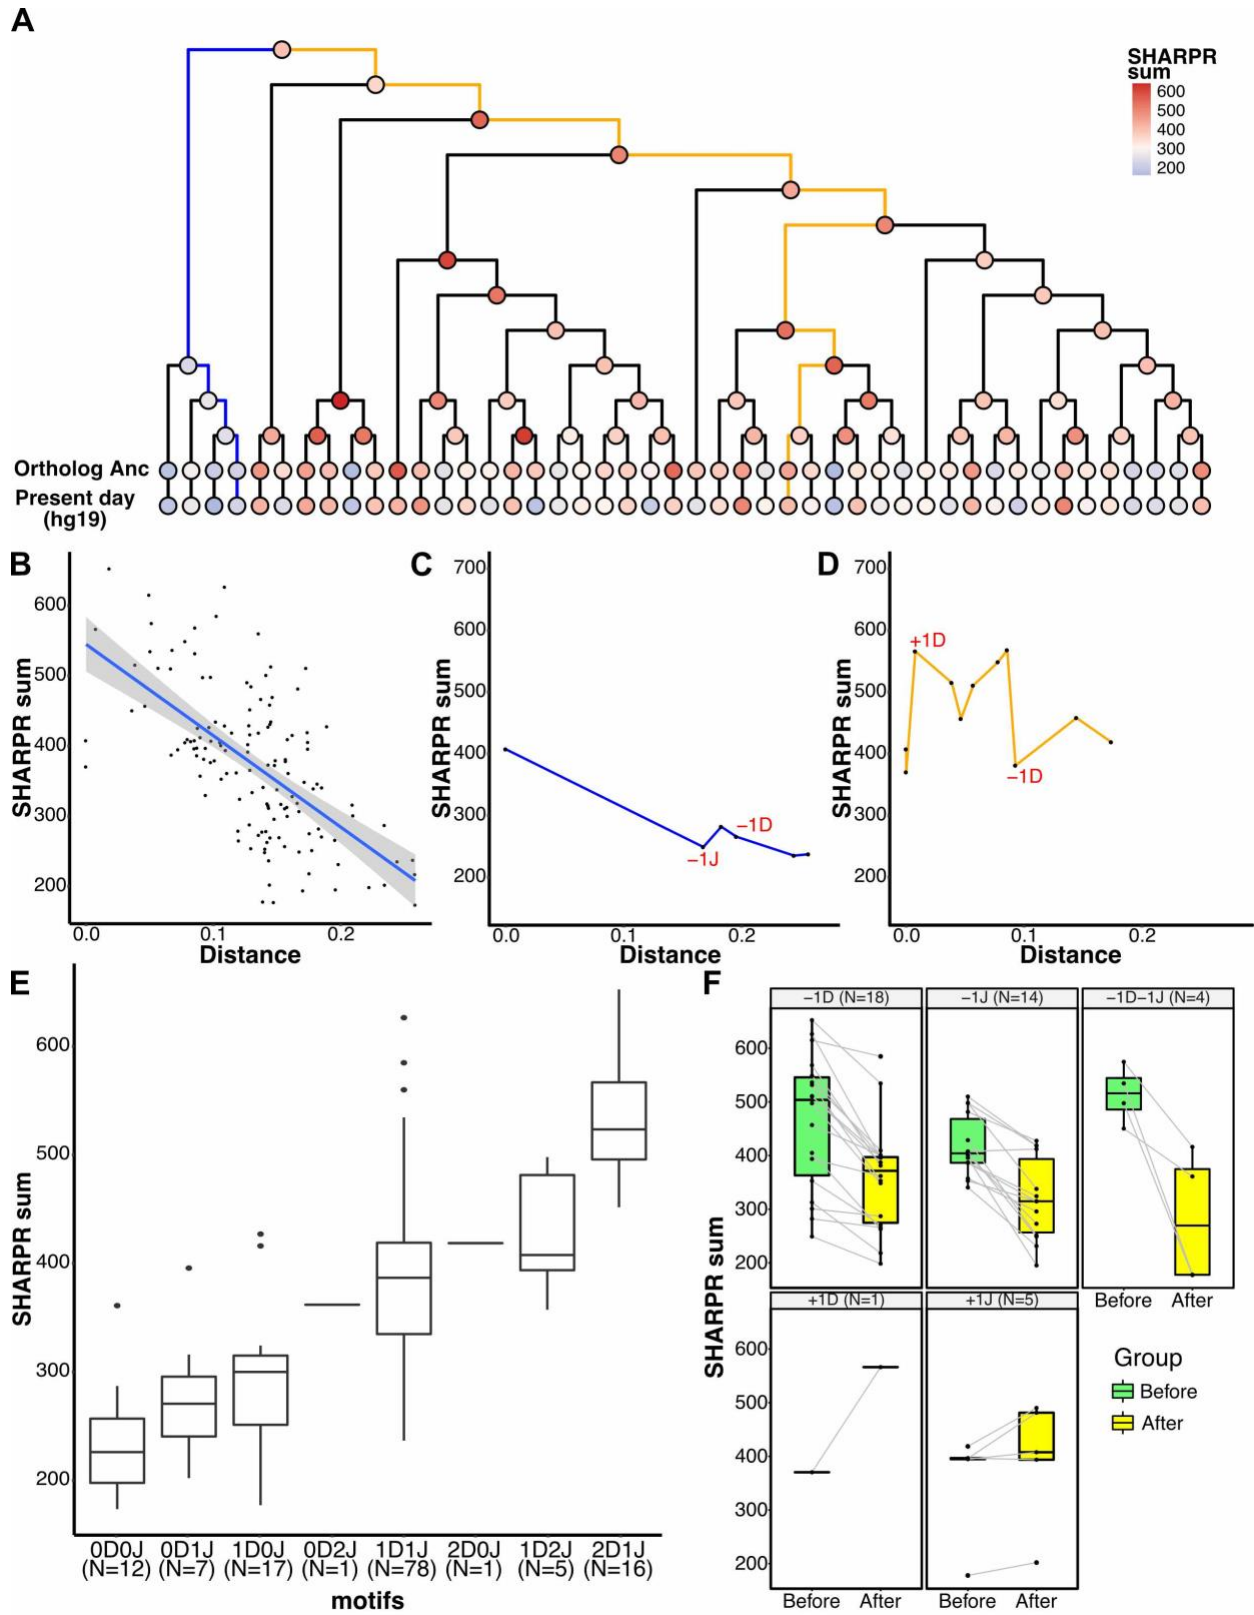 A
SHARPR
sum
600
500
400
300
200
Ortholog Anc
Present day
(hg19)
B
SHARPR sum
600
500
400
300
200
0.0
0.1
0.2
Distance
C
SHARPR sum
700
600
500
400
300
200
−1J
−1D
0.0
0.1
0.2
Distance
D
SHARPR sum
700
600
500
400
300
200
+1D
−1D
0.0
0.1
0.2
Distance
E
SHARPR sum
600
500
400
300
200
0D0J 0D1J 1D0J 0D2J 1D1J 2D0J 1D2J 2D1J
(N=12) (N=7) (N=17) (N=1) (N=78) (N=1) (N=5) (N=16)
motifs
F
SHARPR sum
−1D (N=18) −1J (N=14) −1D−1J (N=4)
600
500
400
300
200
Before After
+1D (N=1) +1J (N=5)
600
500
400
300
200
Before After Before After
Group
Before
After